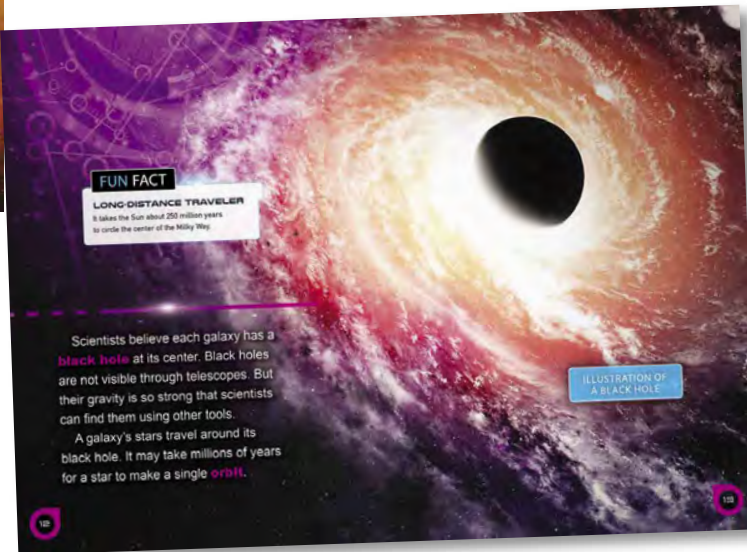 FUN FACT
LONG-DISTANCE TRAVELER
It takes the Sun about 250 million years
to circle the center of the Milky Way.
Scientists believe each galaxy has a
black hole at its center. Black holes
are not visible through telescopes. But
their gravity is so strong that scientists
can find them using other tools.
A galaxy's stars travel around its
black hole. It may take millions of years
for a star to make a single orbit.
ILLUSTRATION OF
A BLACK HOLE
12
13